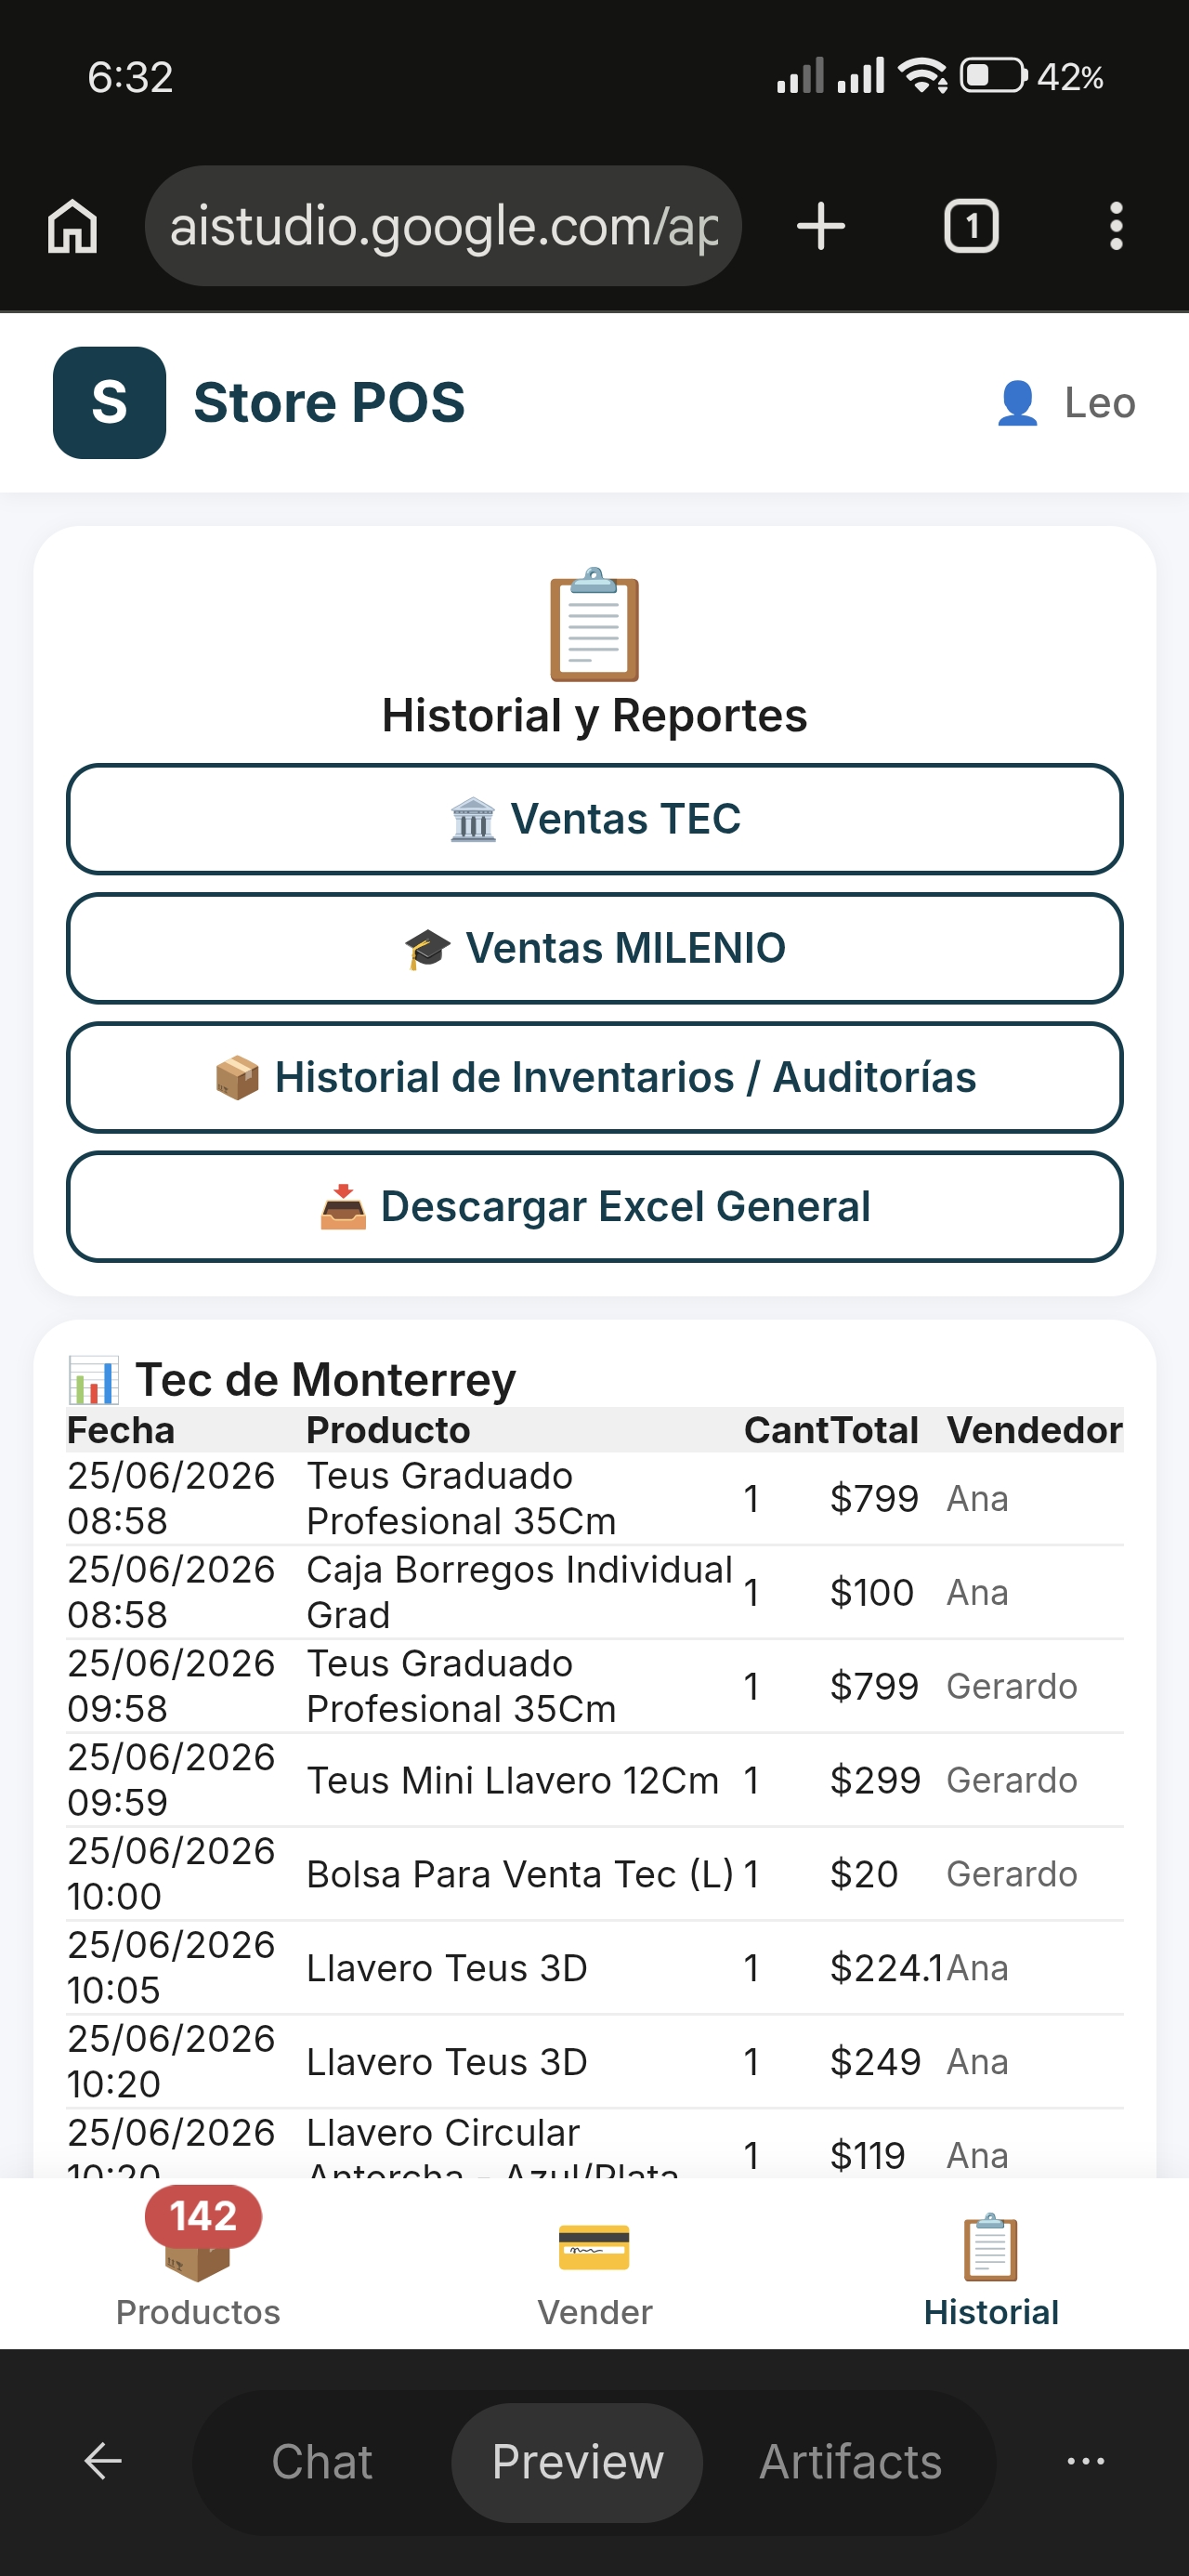 6:32
42%
aistudio.google.com/ap
1
S
Store POS
Leo
Historial y Reportes
Ventas TEC
Ventas MILENIO
Historial de Inventarios / Auditorías
Descargar Excel General
Tec de Monterrey
Fecha Producto Cant Total Vendedor
25/06/2026 Teus Graduado
08:58 Profesional 35Cm 1 $799 Ana
25/06/2026 Caja Borregos Individual
08:58 Grad 1 $100 Ana
25/06/2026 Teus Graduado
09:58 Profesional 35Cm 1 $799 Gerardo
25/06/2026
09:59 Teus Mini Llavero 12Cm 1 $299 Gerardo
25/06/2026
10:00 Bolsa Para Venta Tec (L) 1 $20 Gerardo
25/06/2026
10:05 Llavero Teus 3D 1 $224.1 Ana
25/06/2026
10:20 Llavero Teus 3D 1 $249 Ana
25/06/2026 Llavero Circular
10:20 Antorcha - Azul/Plata 1 $119 Ana
142
Productos
Vender
Historial
Chat
Preview
Artifacts